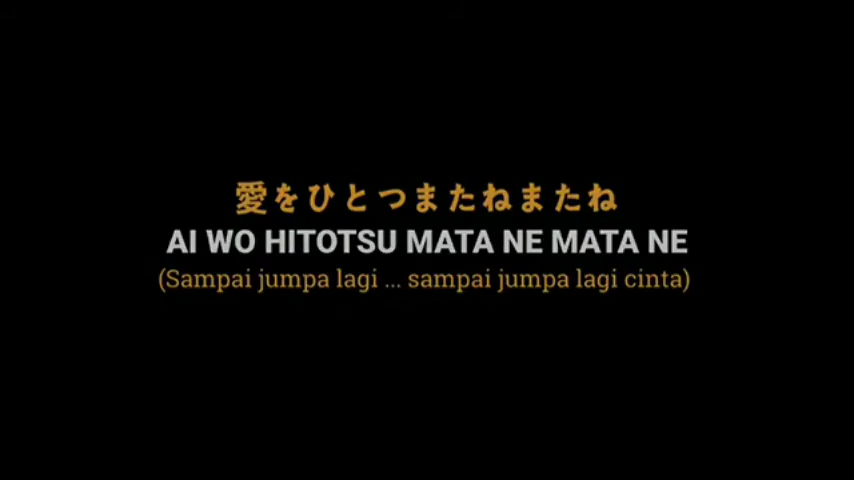 愛をひとつまたねまたね
AI WO HITOTSU MATA NE MATA NE
(Sampai jumpa lagi ... sampai jumpa lagi cinta)